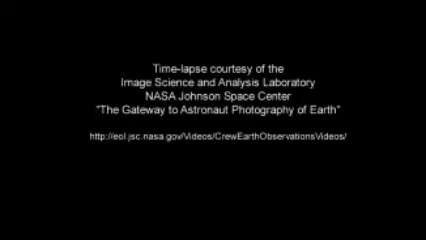 Time-lapse courtesy of the
Image Science and Analysis Laboratory
NASA Johnson Space Center
"The Gateway to Astronaut Photography of Earth"
http://eol.jsc.nasa.gov/Videos/CrewEarthObservationsVideos/